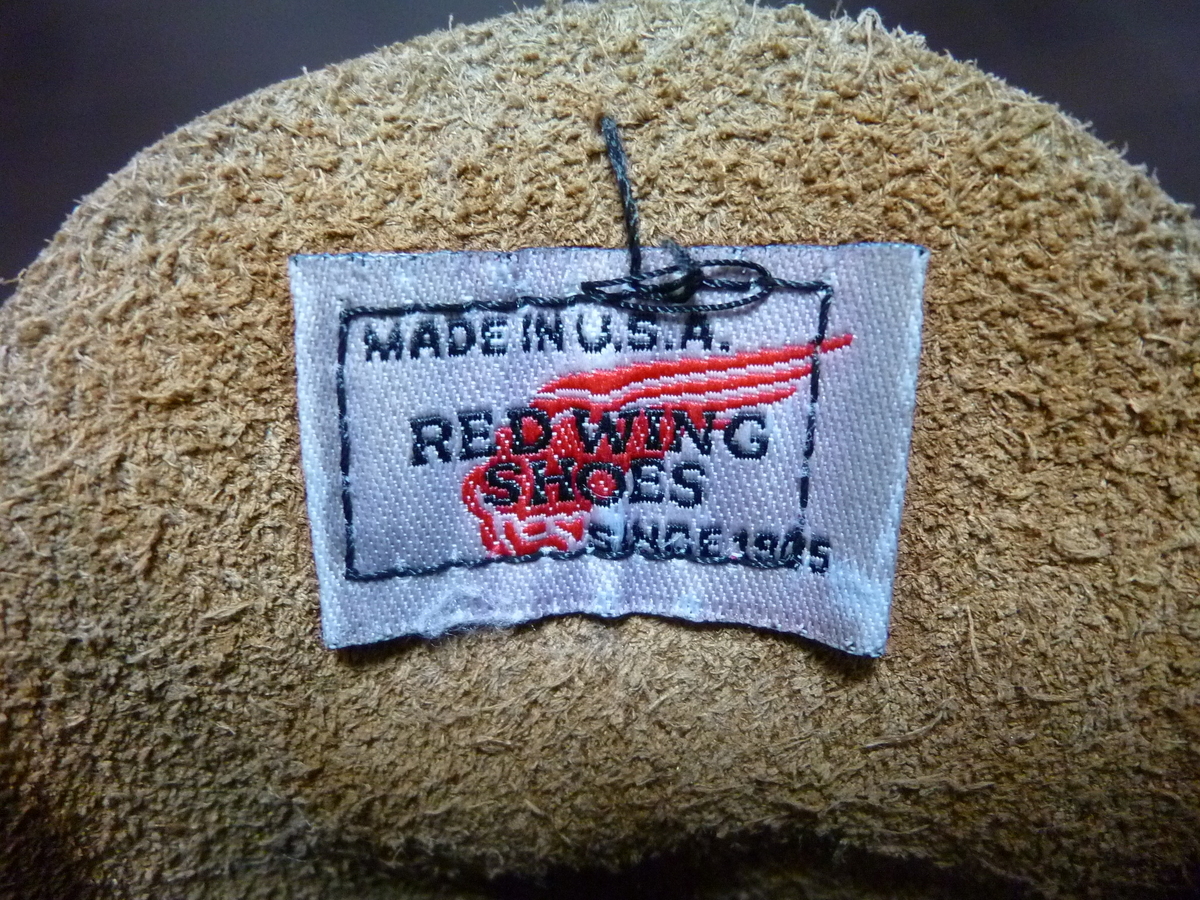 MADE IN U.S.A.
RED WING
SHOES
SINCE 1905